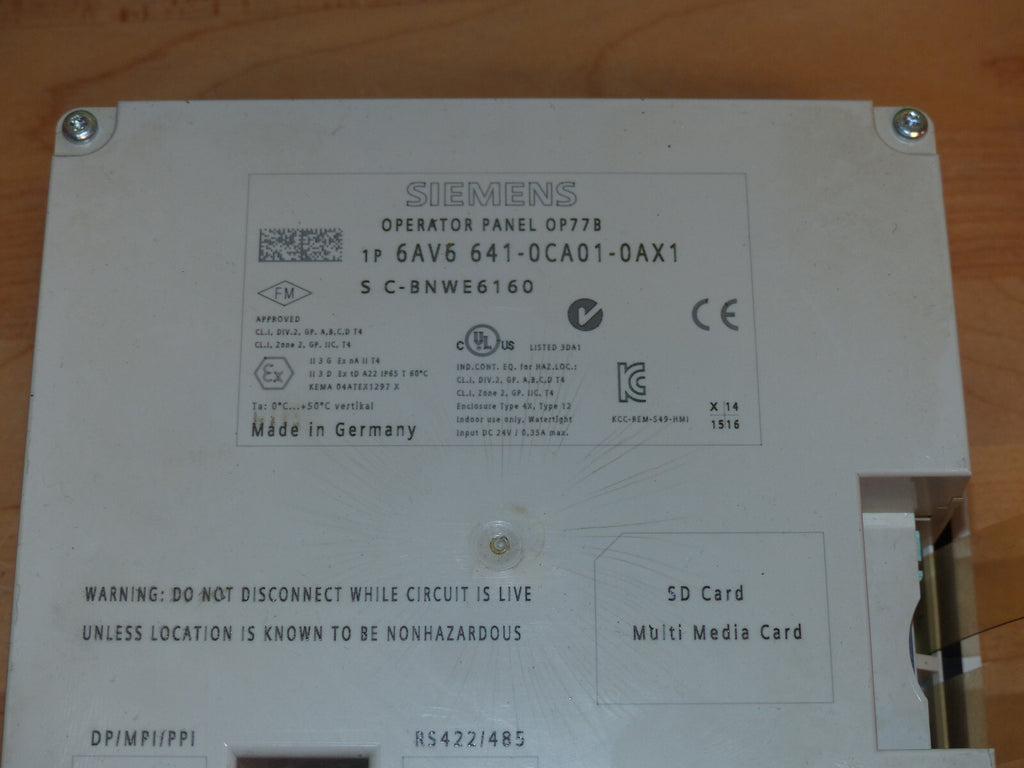 SIEMENS
OPERATOR PANEL OP77B
1P 6AV6 641-0CA01-0AX1
S C-BNWE6160
FM
APPROVED
CL.I, DIV.2, GP. A,B,C,D T4
CL.I, Zone 2, GP. IIC, T4
Ex
II 3 G Ex nA II T4
II 3 D Ex tD A22 IP65 T 60°C
KEMA 04ATEX1297 X
Ta: 0°C...+50°C vertikal
Made in Germany
c UL US LISTED 3DA1
IND.CONT. EQ. for HAZ.LOC.:
CL.I, DIV.2, GP. A,B,C,D T4
CL.I, Zone 2, GP. IIC, T4
Enclosure Type 4X, Type 12
Indoor use only, Watertight
Input DC 24V / 0,35A max.
CE
KCC-REM-S49-HMI
X 14
15 16
WARNING: DO NOT DISCONNECT WHILE CIRCUIT IS LIVE
UNLESS LOCATION IS KNOWN TO BE NONHAZARDOUS
SD Card
Multi Media Card
DP/MPI/PPI
RS422/485